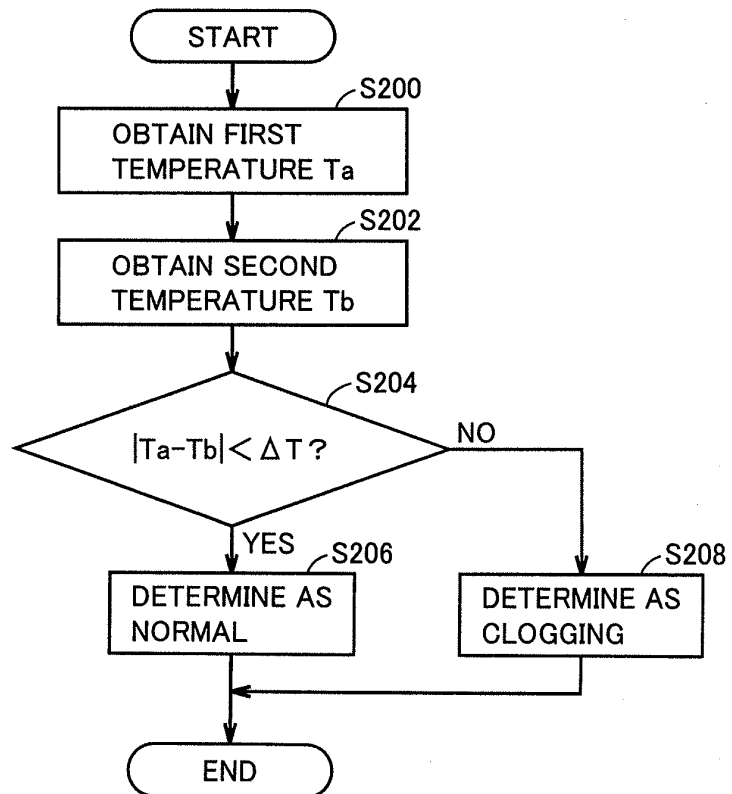 START
S200
OBTAIN FIRST
TEMPERATURE Ta
S202
OBTAIN SECOND
TEMPERATURE Tb
S204
|Ta-Tb|<ΔT?
NO
YES
S206
DETERMINE AS
NORMAL
S208
DETERMINE AS
CLOGGING
END